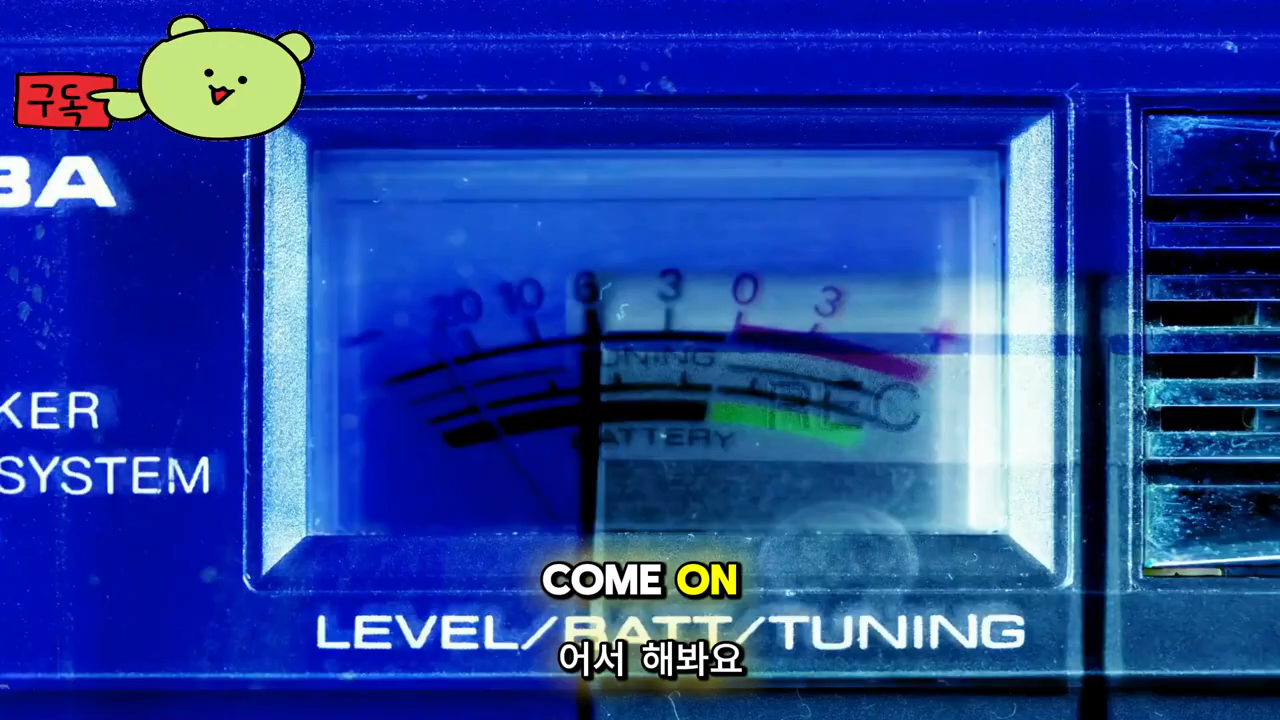 구독
BA
20 10 6 3 0 3
TUNING
REC
BATTERY
KER
SYSTEM
COME ON
LEVEL/BATT/TUNING
어서 해봐요